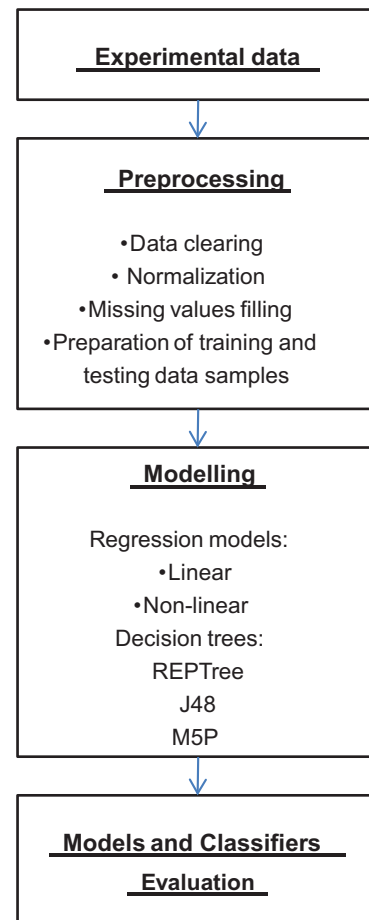 Experimental data
Preprocessing
•Data clearing
• Normalization
•Missing values filling
•Preparation of training and
testing data samples
Modelling
Regression models:
•Linear
•Non-linear
Decision trees:
REPTree
J48
M5P
Models and Classifiers
Evaluation